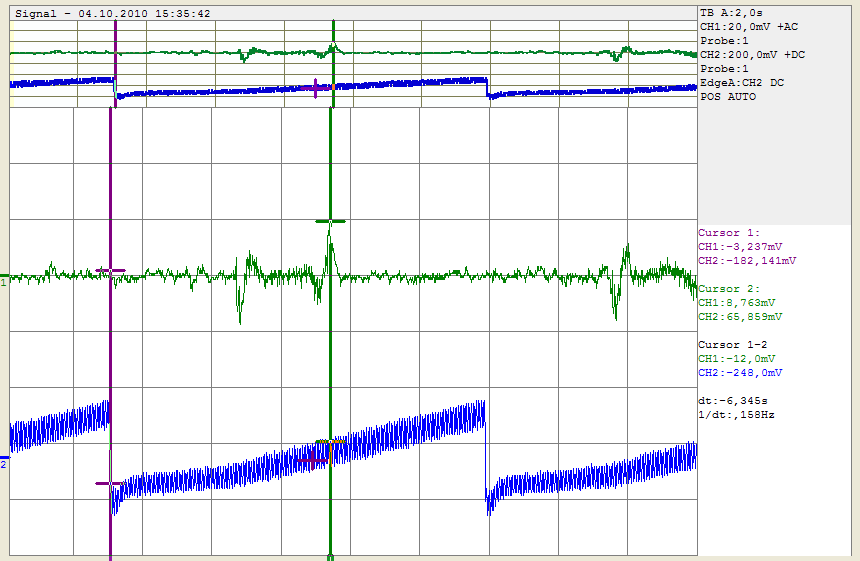 Signal - 04.10.2010 15:35:42
TB A:2,0s
CH1:20,0mV +AC
Probe:1
CH2:200,0mV +DC
Probe:1
EdgeA:CH2 DC
POS AUTO
Cursor 1:
CH1:-3,237mV
CH2:-182,141mV
Cursor 2:
CH1:8,763mV
CH2:65,859mV
Cursor 1-2
CH1:-12,0mV
CH2:-248,0mV
dt:-6,345s
1/dt:,158Hz
1
2